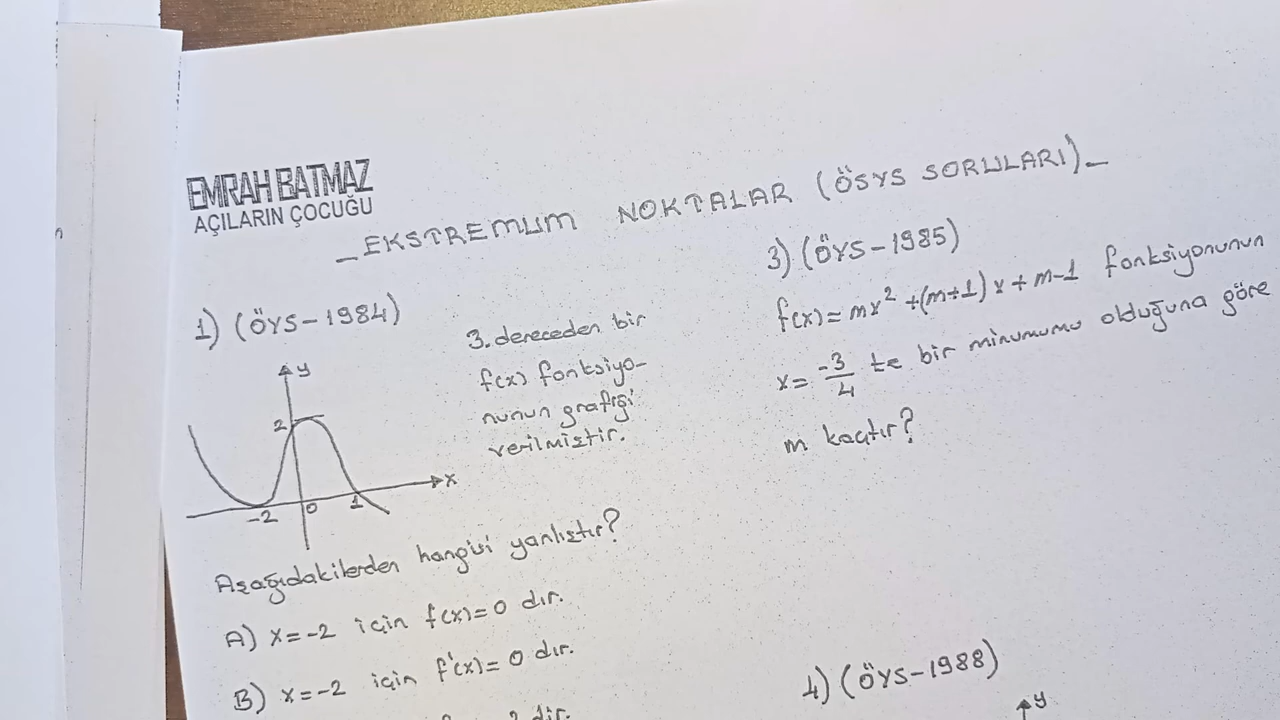 EMRAH BATMAZ
AÇILARIN ÇOCUĞU
_EKSTREMUM NOKTALAR (ÖSYS SORULARI)_
1) (ÖYS-1984)
y
2
-2
0
1
x
3. dereceden bir
f(x) fonksiyo-
nunun grafiği
verilmiştir.
Aşağıdakilerden hangisi yanlıştır?
A) x=-2 için f(x)=0 dır.
B) x=-2 için f'(x)=0 dır.
3) (ÖYS-1985)
f(x)=mx²+(m+1)x+m-1 fonksiyonunun
x=-3/4 te bir minumumu olduğuna göre
m kaçtır?
4) (ÖYS-1988)
y